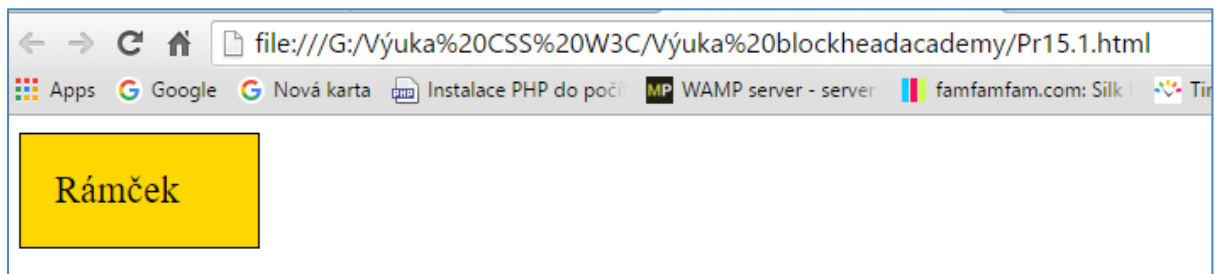 file:///G:/Výuka%20CSS%20W3C/Výuka%20blockheadacademy/Pr15.1.html
Apps Google Nová karta Instalace PHP do počí WAMP server - server famfamfam.com: Silk
Rámček